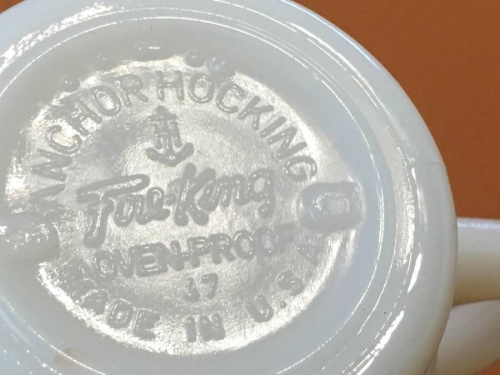 ANCHOR HOCKING
Fire-King
OVEN-PROOF
37
MADE IN U.S.A